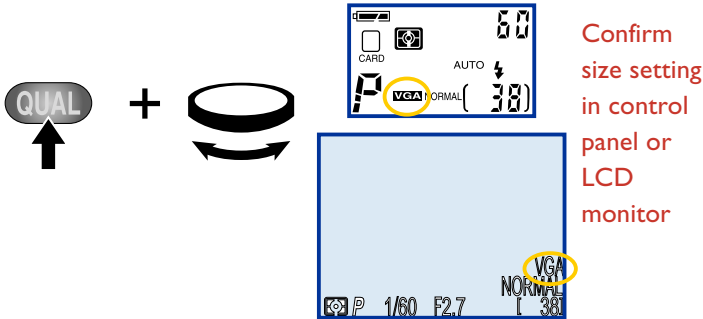 QUAL
+
60
CARD
AUTO
P VGA NORMAL [ 38]
Confirm
size setting
in control
panel or
LCD
monitor
VGA
NORMAL
P 1/60 F2.7 [ 38]